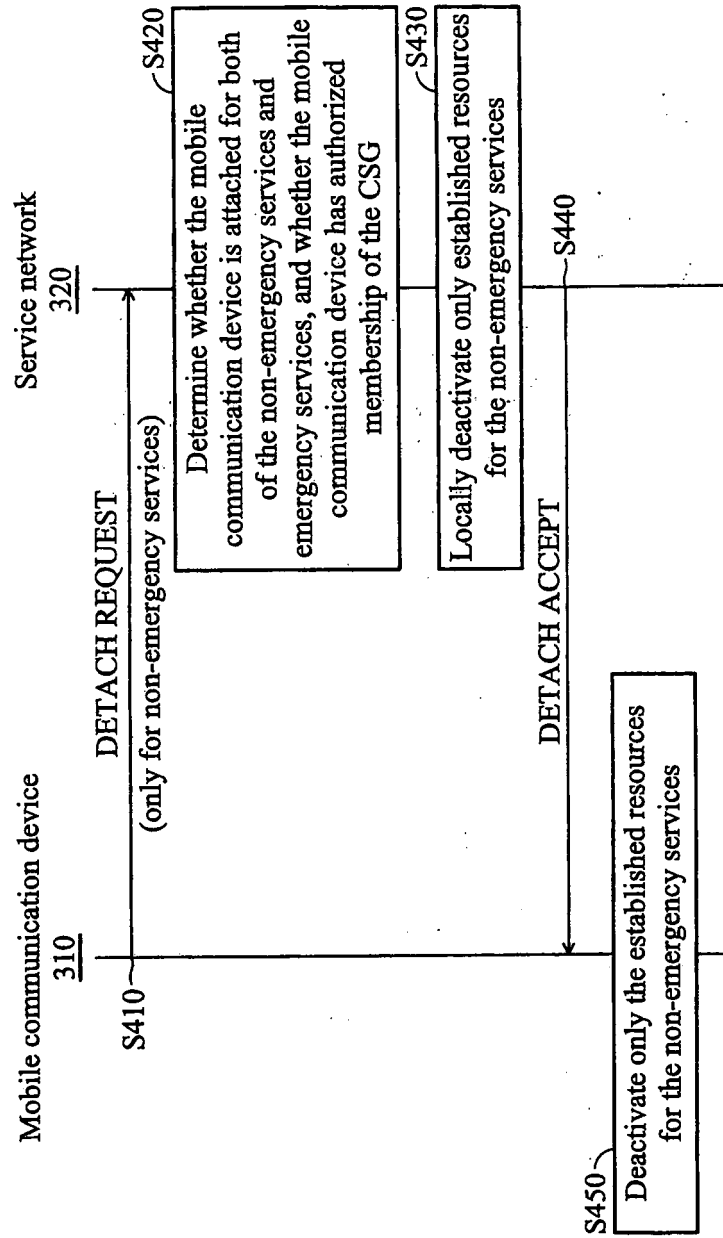 Mobile communication device
310
Service network
320
S410
DETACH REQUEST
(only for non-emergency services)
S420
Determine whether the mobile
communication device is attached for both
of the non-emergency services and
emergency services, and whether the mobile
communication device has authorized
membership of the CSG
S430
Locally deactivate only established resources
for the non-emergency services
DETACH ACCEPT
S440
S450
Deactivate only the established resources
for the non-emergency services